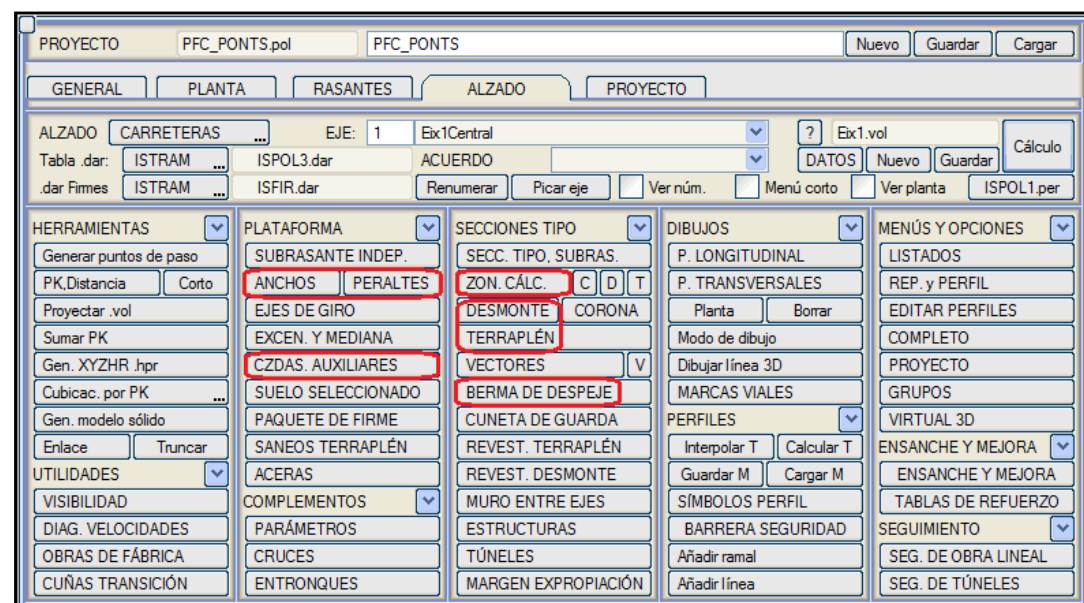 PROYECTO PFC_PONTS.pol PFC_PONTS Nuevo Guardar Cargar
GENERAL PLANTA RASANTES ALZADO PROYECTO
ALZADO CARRETERAS ... EJE: 1 Eix1Central ? Eix1.vol Cálculo
Tabla .dar: ISTRAM ... ISPOL3.dar ACUERDO DATOS Nuevo Guardar
.dar Firmes ISTRAM ... ISFIR.dar Renumerar Picar eje Ver núm. Menú corto Ver planta ISPOL1.per
HERRAMIENTAS
Generar puntos de paso
PK,Distancia Corto
Proyectar .vol
Sumar PK
Gen. XYZHR .hpr
Cubicac. por PK ...
Gen. modelo sólido
Enlace Truncar
UTILIDADES
VISIBILIDAD
DIAG. VELOCIDADES
OBRAS DE FÁBRICA
CUÑAS TRANSICIÓN
PLATAFORMA
SUBRASANTE INDEP.
ANCHOS PERALTES
EJES DE GIRO
EXCEN. Y MEDIANA
CZDAS. AUXILIARES
SUELO SELECCIONADO
PAQUETE DE FIRME
SANEOS TERRAPLÉN
ACERAS
COMPLEMENTOS
PARÁMETROS
CRUCES
ENTRONQUES
SECCIONES TIPO
SECC. TIPO, SUBRAS.
ZON. CÁLC. C D T
DESMONTE CORONA
TERRAPLÉN
VECTORES V
BERMA DE DESPEJE
CUNETA DE GUARDA
REVEST. TERRAPLÉN
REVEST. DESMONTE
MURO ENTRE EJES
ESTRUCTURAS
TÚNELES
MARGEN EXPROPIACIÓN
DIBUJOS
P. LONGITUDINAL
P. TRANSVERSALES
Planta Borrar
Modo de dibujo
Dibujar línea 3D
MARCAS VIALES
PERFILES
Interpolar T Calcular T
Guardar M Cargar M
SÍMBOLOS PERFIL
BARRERA SEGURIDAD
Añadir ramal
Añadir línea
MENÚS Y OPCIONES
LISTADOS
REP. y PERFIL
EDITAR PERFILES
COMPLETO
PROYECTO
GRUPOS
VIRTUAL 3D
ENSANCHE Y MEJORA
ENSANCHE Y MEJORA
TABLAS DE REFUERZO
SEGUIMIENTO
SEG. DE OBRA LINEAL
SEG. DE TÚNELES